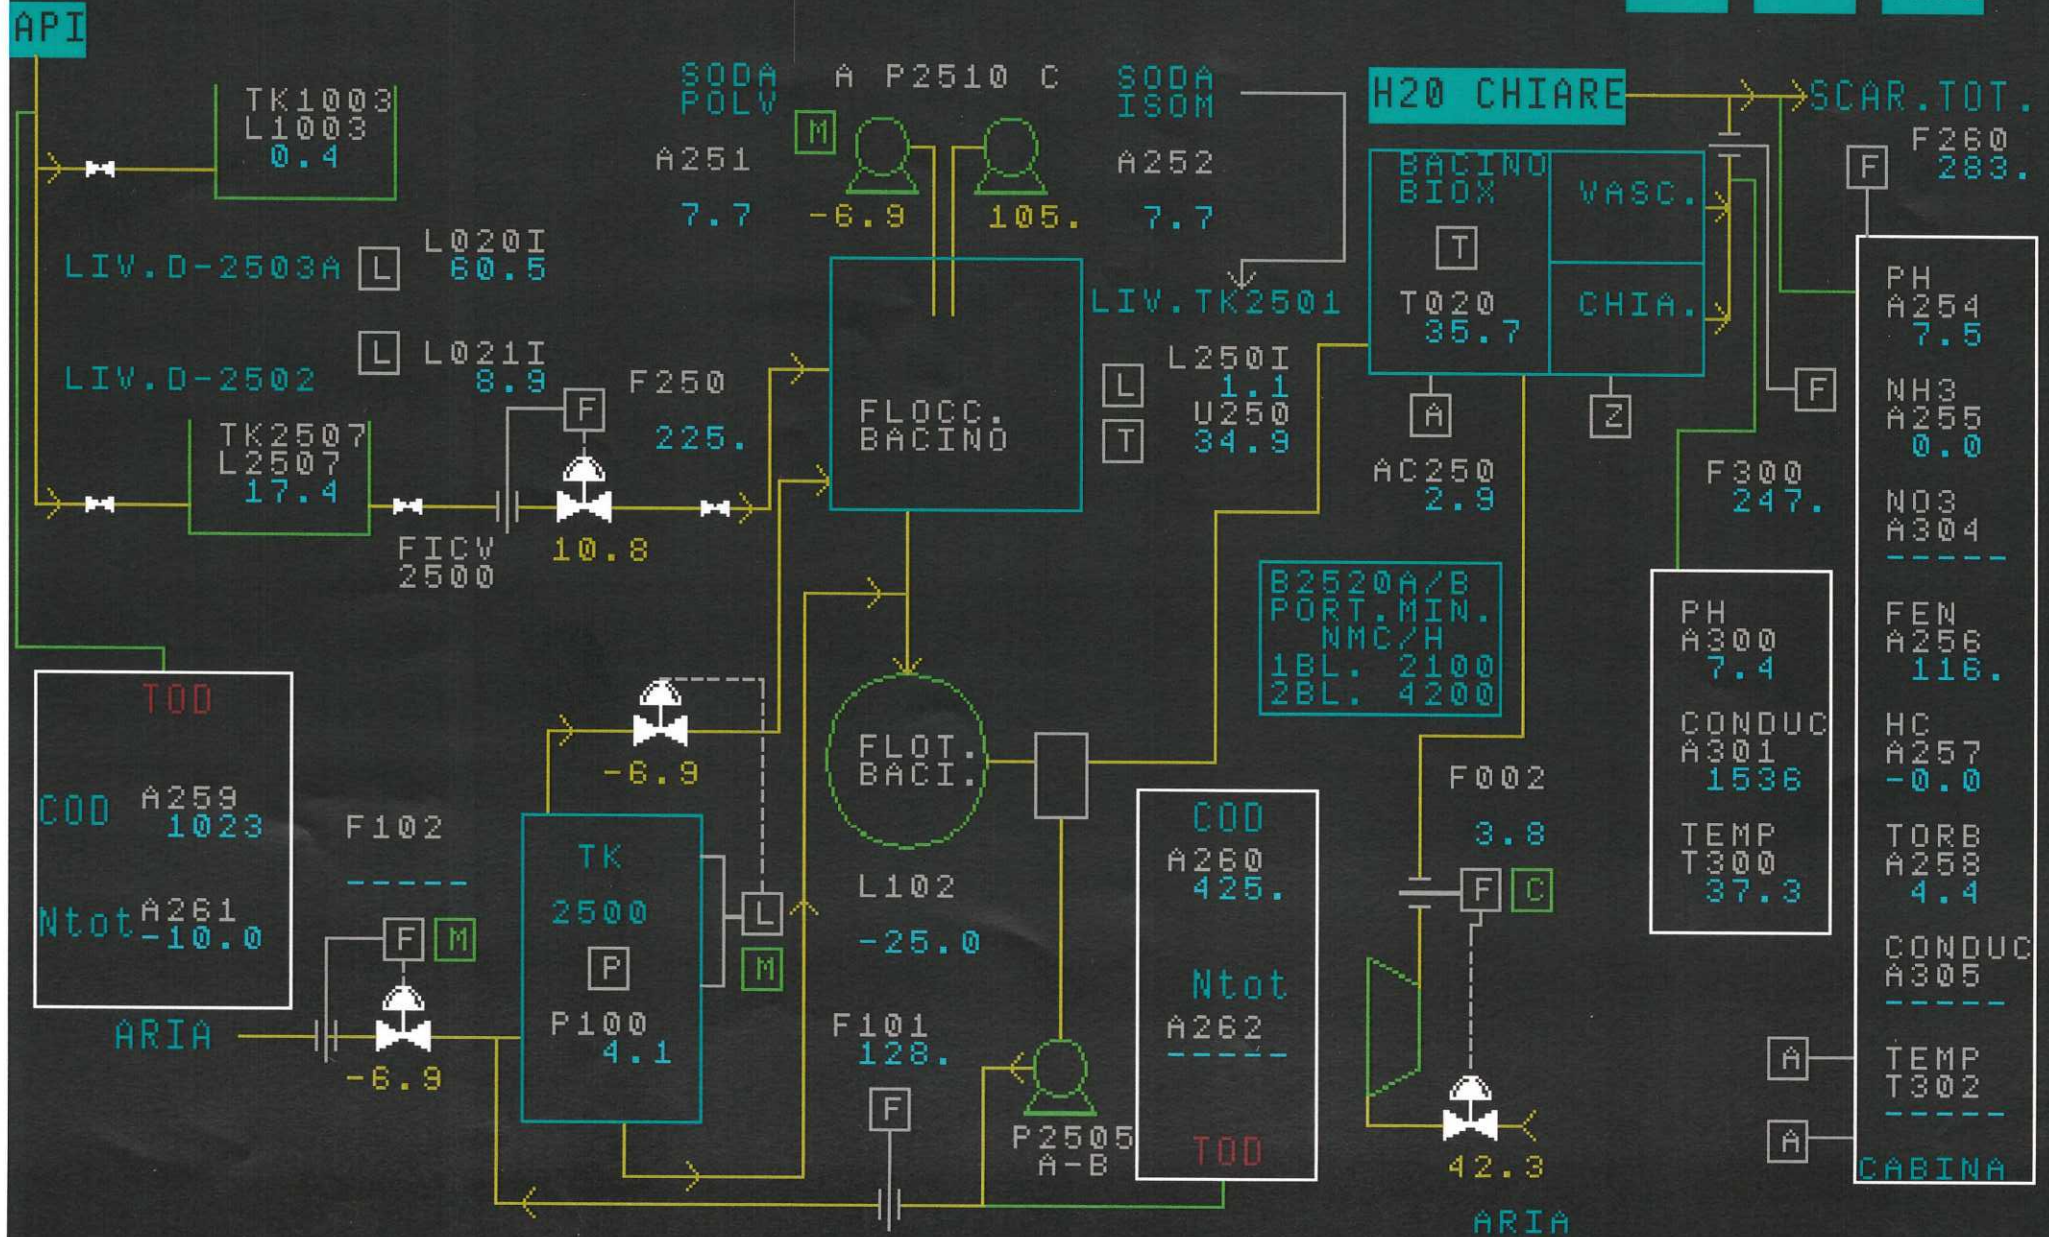 API
TK1003
L1003
0.4
LIV.D-2503A
L
L020I
60.5
LIV.D-2502
L
L021I
8.9
TK2507
L2507
17.4
FICV
2500
F
F250
225.
10.8
SODA
POLV
A251
7.7
A P2510 C
M
-6.9
105.
SODA
ISOM
A252
7.7
FLOCC.
BACINO
LIV.TK2501
L
L250I
1.1
T
U250
34.9
H20 CHIARE
SCAR.TOT.
BACINO
BIOX
T
T020
35.7
VASC.
CHIA.
A
AC250
2.9
Z
F
F260
283.
F
F300
247.
B2520A/B
PORT.MIN.
NMC/H
1BL. 2100
2BL. 4200
TOD
COD
A259
1023
Ntot
A261
-10.0
F102
-----
F
M
ARIA
-6.9
-6.9
TK
2500
P
P100
4.1
L
M
FLOT.
BACI.
L102
-25.0
F101
128.
F
P2505
A-B
COD
A260
425.
Ntot
A262
-----
TOD
F002
3.8
F
C
42.3
ARIA
PH
A300
7.4
CONDUC
A301
1536
TEMP
T300
37.3
PH
A254
7.5
NH3
A255
0.0
NO3
A304
-----
FEN
A256
116.
HC
A257
-0.0
TORB
A258
4.4
CONDUC
A305
-----
A
TEMP
T302
-----
A
CABINA